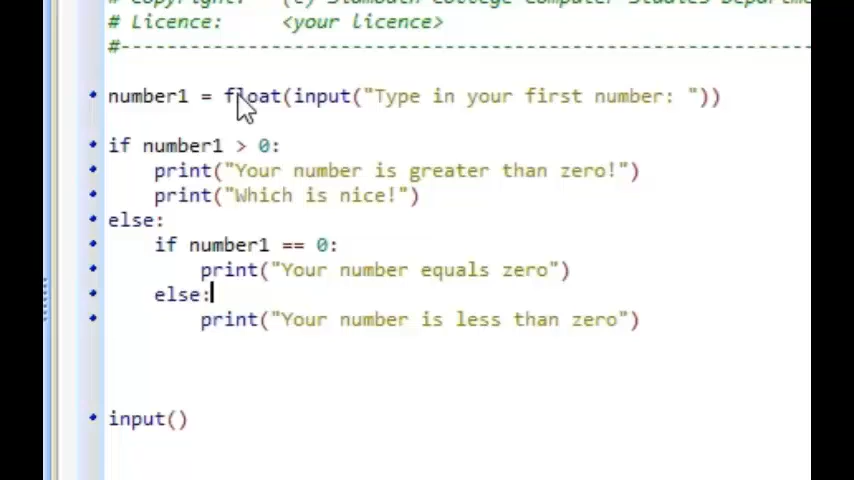 # Licence: <your licence>
#------------------------------------------------------------
number1 = float(input("Type in your first number: "))
if number1 > 0:
print("Your number is greater than zero!")
print("Which is nice!")
else:
if number1 == 0:
print("Your number equals zero")
else:
print("Your number is less than zero")
input()